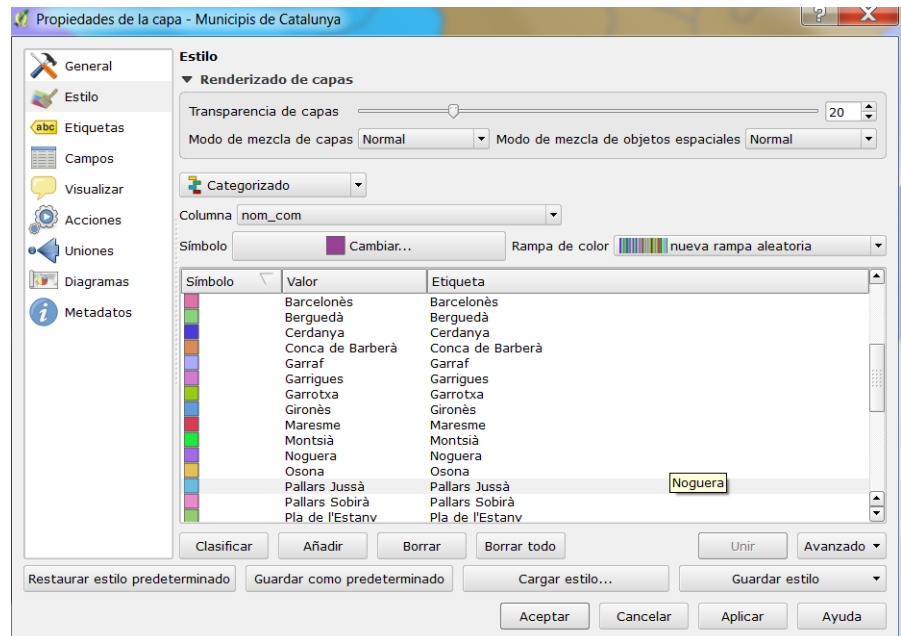 Propiedades de la capa - Municipis de Catalunya
?
X
General
Estilo
abc Etiquetas
Campos
Visualizar
Acciones
Uniones
Diagramas
Metadatos
Estilo
Renderizado de capas
Transparencia de capas 20
Modo de mezcla de capas Normal Modo de mezcla de objetos espaciales Normal
Categorizado
Columna nom_com
Símbolo Cambiar... Rampa de color nueva rampa aleatoria
Símbolo Valor Etiqueta
Barcelonès Barcelonès
Berguedà Berguedà
Cerdanya Cerdanya
Conca de Barberà Conca de Barberà
Garraf Garraf
Garrigues Garrigues
Garrotxa Garrotxa
Gironès Gironès
Maresme Maresme
Montsià Montsià
Noguera Noguera
Osona Osona
Pallars Jussà Pallars Jussà
Noguera
Pallars Sobirà Pallars Sobirà
Pla de l'Estany Pla de l'Estany
Clasificar Añadir Borrar Borrar todo Unir Avanzado
Restaurar estilo predeterminado Guardar como predeterminado Cargar estilo... Guardar estilo
Aceptar Cancelar Aplicar Ayuda